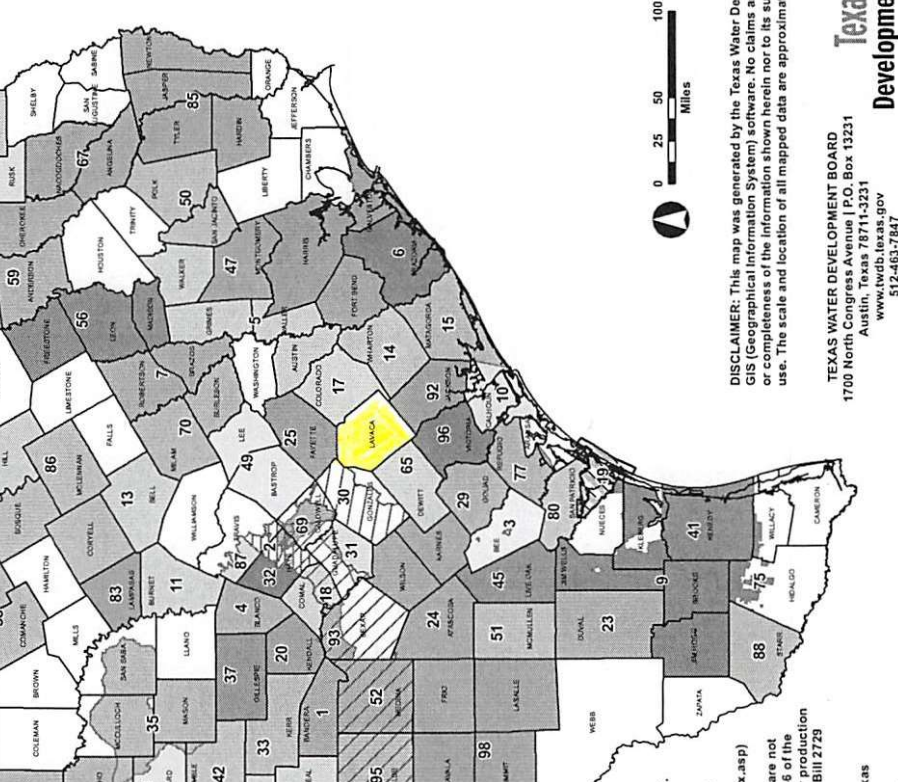 HILL
RUSK
SHELBY
SAN AUGUSTINE
SABINE
BOSQUE
86
MCLENNAN
LIMESTONE
FREESTONE
59
ANDERSON
CHEROKEE
NACOGDOCHES
67
ANGELINA
NEWTON
JASPER
85
TYLER
HARDIN
ORANGE
JEFFERSON
CHAMBERS
LIBERTY
COMANCHE
HAMILTON
CORYELL
13
BELL
FALLS
56
LEON
HOUSTON
TRINITY
POLK
50
SAN JACINTO
WALKER
MADISON
ROBERTSON
7
BRAZOS
GRIMES
47
MONTGOMERY
BROWN
MILLS
83
LAMPASAS
BURNET
11
WILLIAMSON
70
MILAM
BURLESON
WASHINGTON
5
WALLER
HARRIS
COLEMAN
SAN SABA
LLANO
4
BLANCO
87
TRAVIS
49
LEE
BASTROP
25
FAYETTE
AUSTIN
COLORADO
17
FORT BEND
GALVESTON
6
BRAZORIA
MCCULLOCH
35
MASON
37
GILLESPIE
20
KENDALL
32
2
HAYS
69
CALDWELL
COMAL
18
GUADALUPE
31
30
GONZALES
LAVACA
WHARTON
14
MATAGORDA
15
42
33
KERR
BANDERA
1
93
BEXAR
WILSON
65
DEWITT
92
JACKSON
96
VICTORIA
CALHOUN
10
95
52
MEDINA
24
ATASCOSA
KARNES
29
GOLIAD
77
REFUGIO
ARANSAS
FRIO
51
MCMULLEN
45
LIVE OAK
BEE
43
80
SAN PATRICIO
98
LASALLE
23
DUVAL
JIM WELLS
NUECES
KLEBERG
WEBB
9
BROOKS
41
KENEDY
ZAPATA
JIM HOGG
88
STARR
75
HIDALGO
WILLACY
CAMERON
0 25 50 100
Miles
DISCLAIMER: This map was generated by the Texas Water De
GIS (Geographical Information System) software. No claims a
or completeness of the information shown herein nor to its su
use. The scale and location of all mapped data are approxima
TEXAS WATER DEVELOPMENT BOARD
1700 North Congress Avenue | P.O. Box 13231
Austin, Texas 78711-3231
www.twdb.texas.gov
512-463-7847
Texa
Developme
x.asp)
are not
6 of the
production
Bill 2729
xas